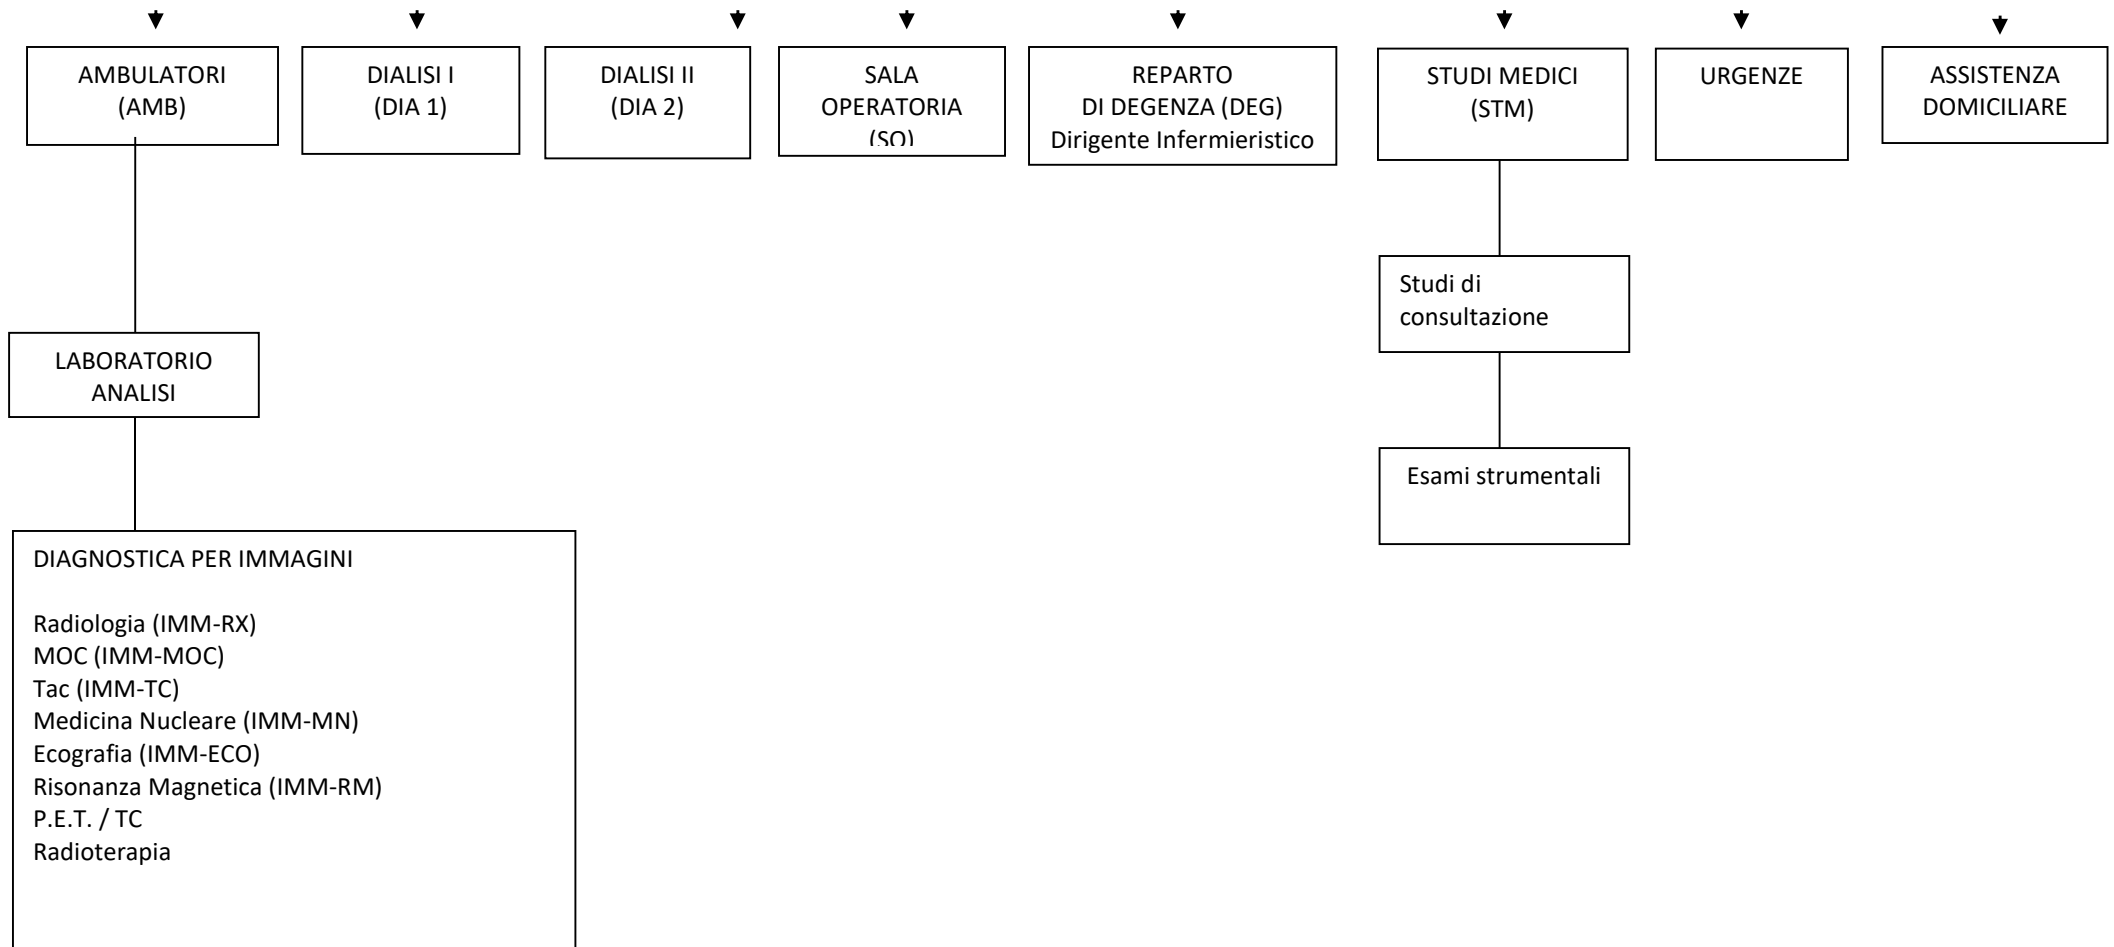 AMBULATORI
(AMB)
DIALISI I
(DIA 1)
DIALISI II
(DIA 2)
SALA
OPERATORIA
(SO)
REPARTO
DI DEGENZA (DEG)
Dirigente Infermieristico
STUDI MEDICI
(STM)
URGENZE
ASSISTENZA
DOMICILIARE
Studi di
consultazione
LABORATORIO
ANALISI
Esami strumentali
DIAGNOSTICA PER IMMAGINI
Radiologia (IMM-RX)
MOC (IMM-MOC)
Tac (IMM-TC)
Medicina Nucleare (IMM-MN)
Ecografia (IMM-ECO)
Risonanza Magnetica (IMM-RM)
P.E.T. / TC
Radioterapia